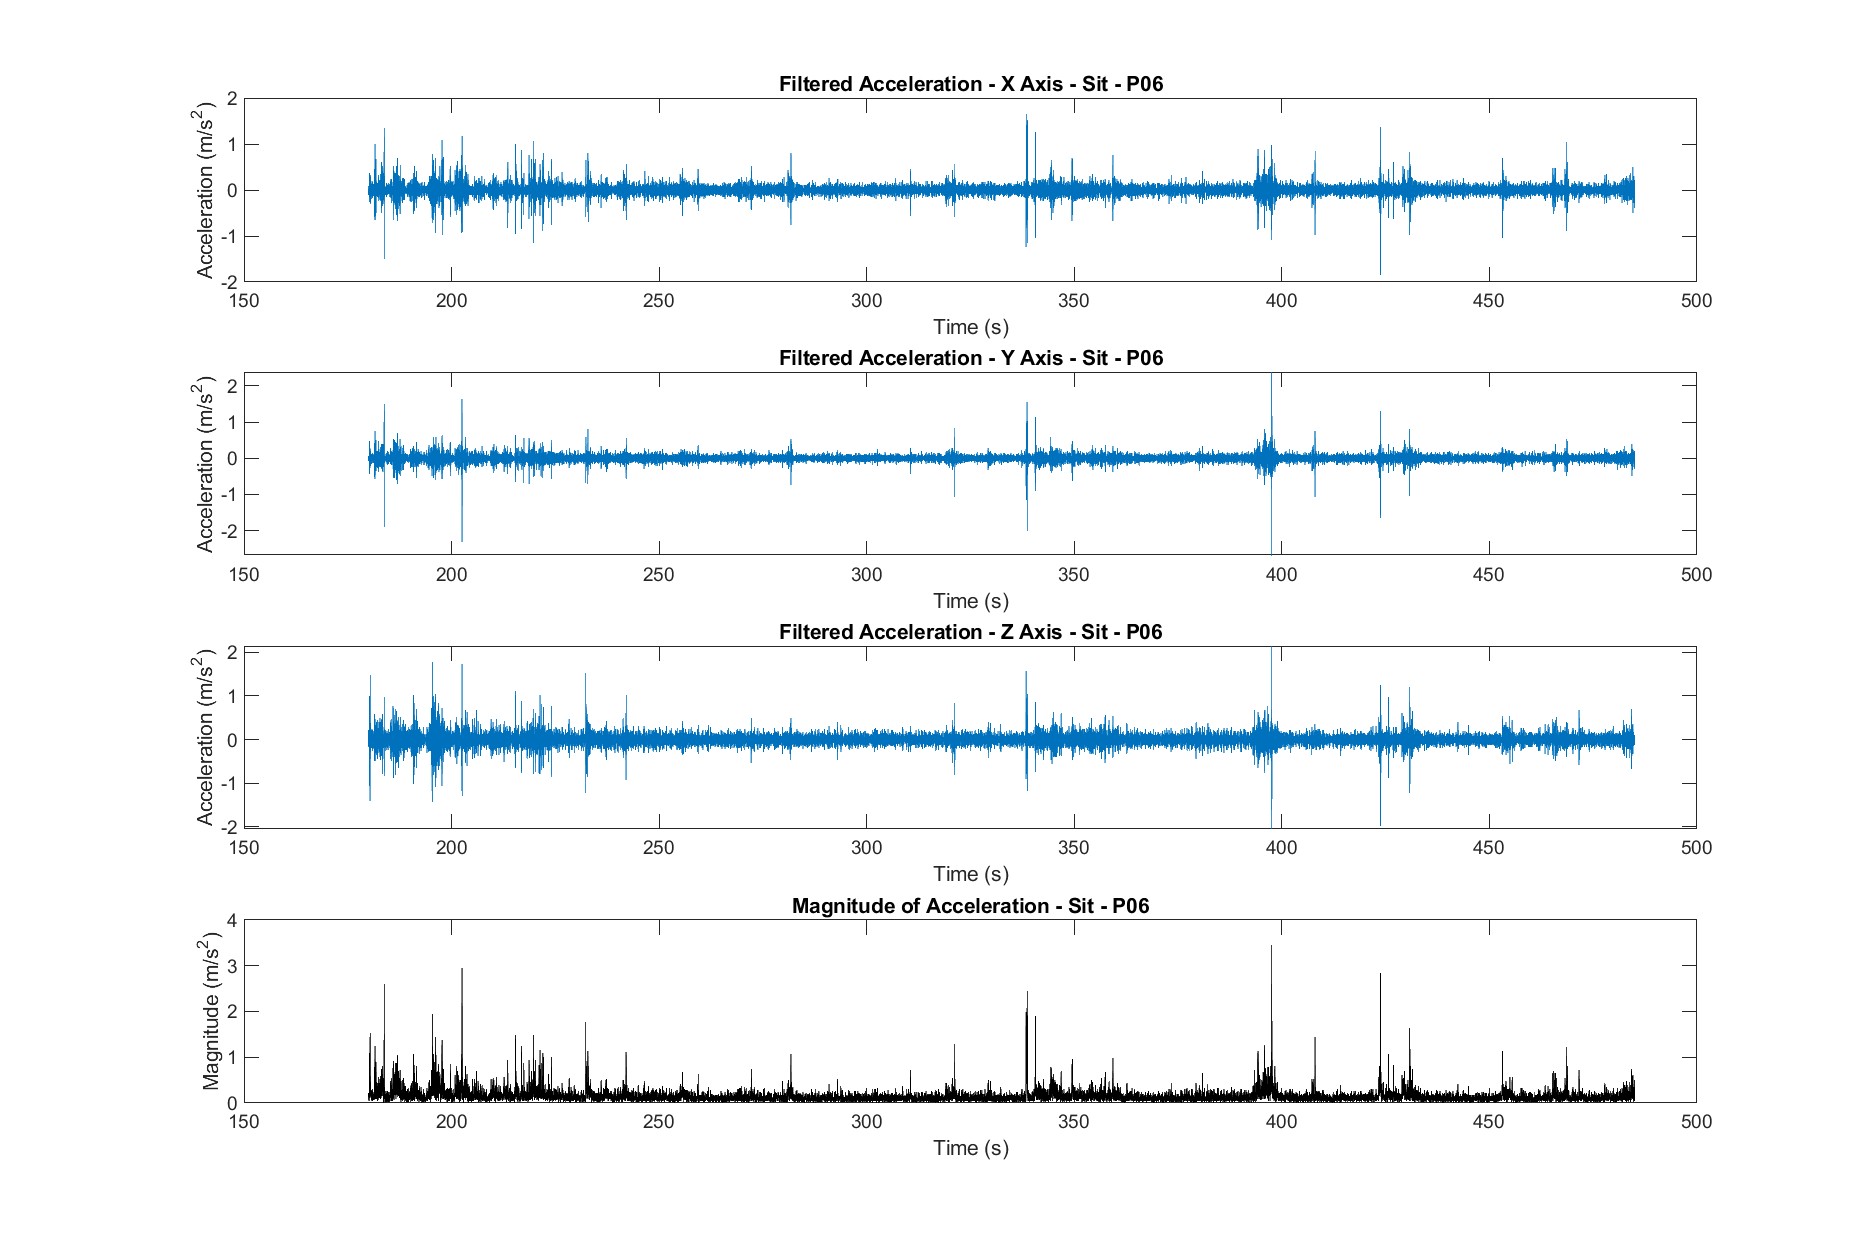 Filtered Acceleration - X Axis - Sit - P06
Acceleration (m/s²)
2
1
0
-1
-2
150 200 250 300 350 400 450 500
Time (s)
Filtered Acceleration - Y Axis - Sit - P06
Acceleration (m/s²)
2
1
0
-1
-2
150 200 250 300 350 400 450 500
Time (s)
Filtered Acceleration - Z Axis - Sit - P06
Acceleration (m/s²)
2
1
0
-1
-2
150 200 250 300 350 400 450 500
Time (s)
Magnitude of Acceleration - Sit - P06
Magnitude (m/s²)
4
3
2
1
0
150 200 250 300 350 400 450 500
Time (s)